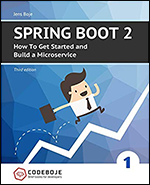 Jens Boje
SPRING BOOT 2
How To Get Started and
Build a Microservice
Third edition
CODEBOJE
1